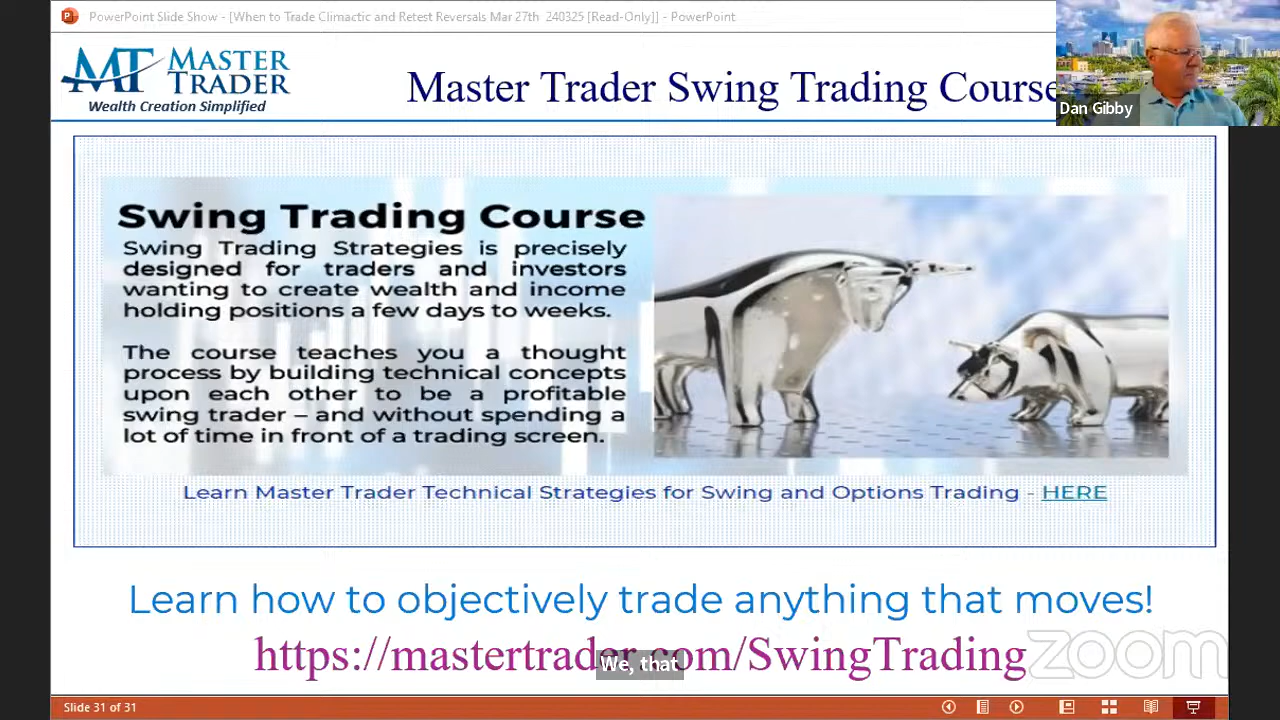 PowerPoint Slide Show - [When to Trade Climactic and Retest Reversals Mar 27th 240325 [Read-Only]] - PowerPoint
MT MASTER TRADER
Wealth Creation Simplified
Master Trader Swing Trading Course
Dan Gibby
Swing Trading Course
Swing Trading Strategies is precisely
designed for traders and investors
wanting to create wealth and income
holding positions a few days to weeks.
The course teaches you a thought
process by building technical concepts
upon each other to be a profitable
swing trader – and without spending a
lot of time in front of a trading screen.
Learn Master Trader Technical Strategies for Swing and Options Trading - HERE
Learn how to objectively trade anything that moves!
https://mastertrader.com/SwingTrading
We, that
zoom
Slide 31 of 31